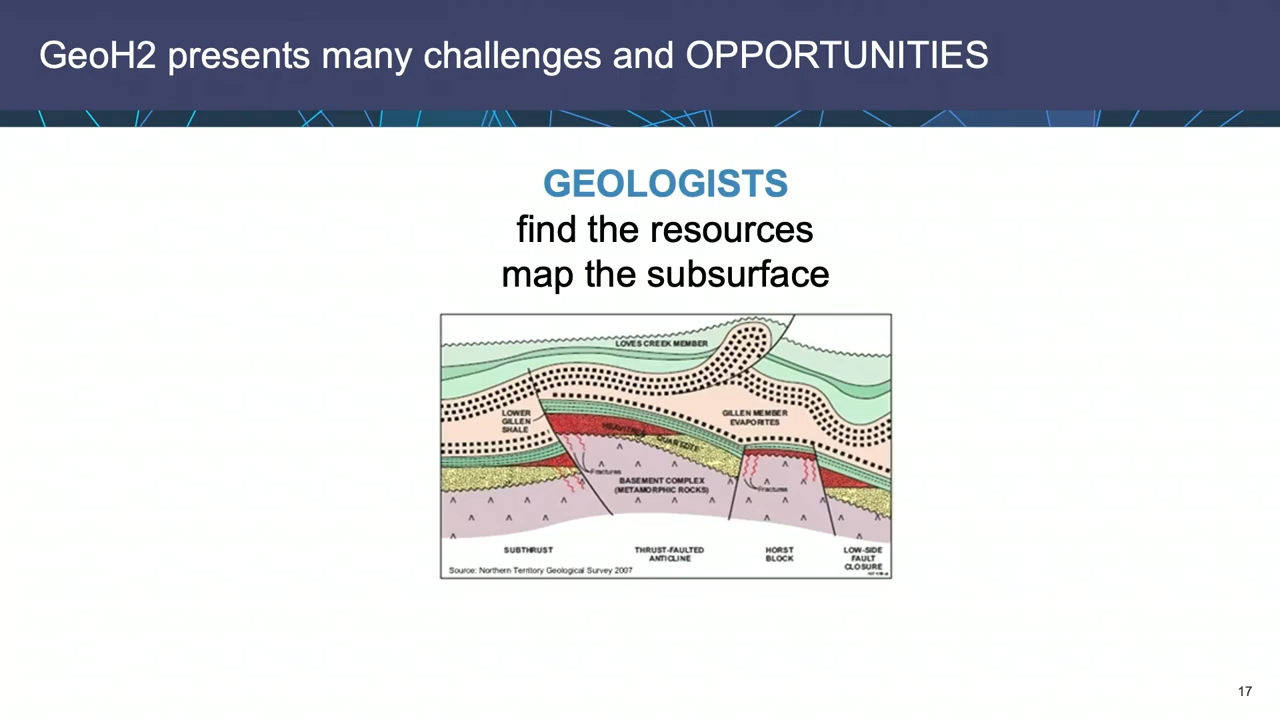 GeoH2 presents many challenges and OPPORTUNITIES
GEOLOGISTS
find the resources
map the subsurface
LOVES CREEK MEMBER
LOWER
GILLEN
SHALE
GILLEN MEMBER
EVAPORITES
HEAVITREE QUARTZITE
Fractures
BASEMENT COMPLEX
(METAMORPHIC ROCKS)
Fractures
SUBTHRUST
THRUST-FAULTED
ANTICLINE
HORST
BLOCK
LOW-SIDE
FAULT
CLOSURE
Source: Northern Territory Geological Survey 2007
17